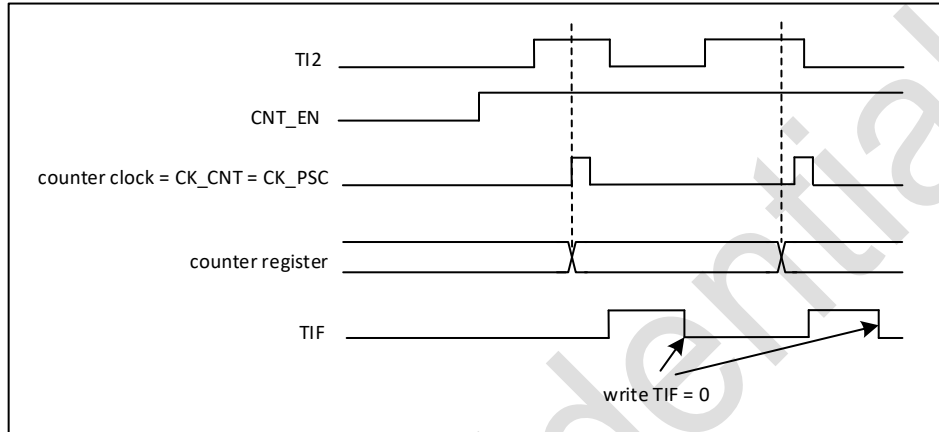 TI2
CNT_EN
counter clock = CK_CNT = CK_PSC
counter register
TIF
write TIF = 0